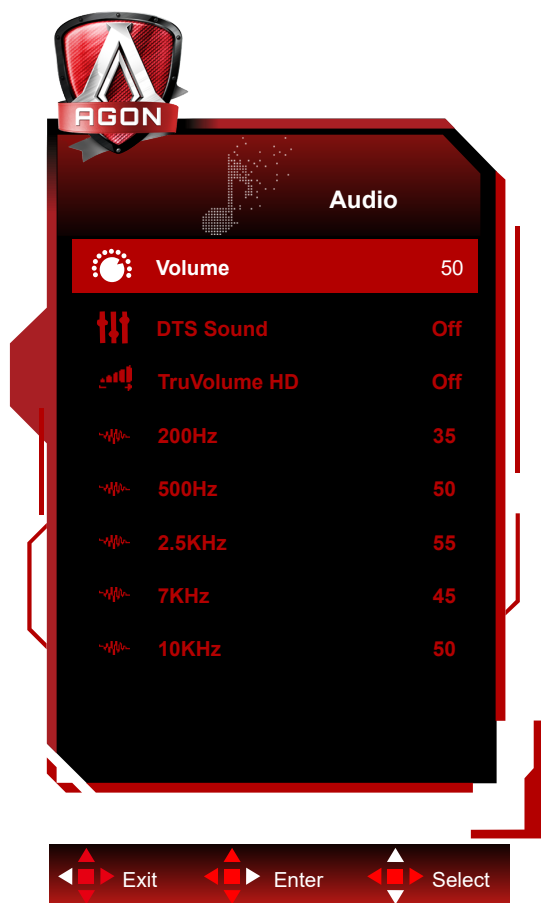 AGON
Audio
Volume 50
DTS Sound Off
TruVolume HD Off
200Hz 35
500Hz 50
2.5KHz 55
7KHz 45
10KHz 50
Exit Enter Select